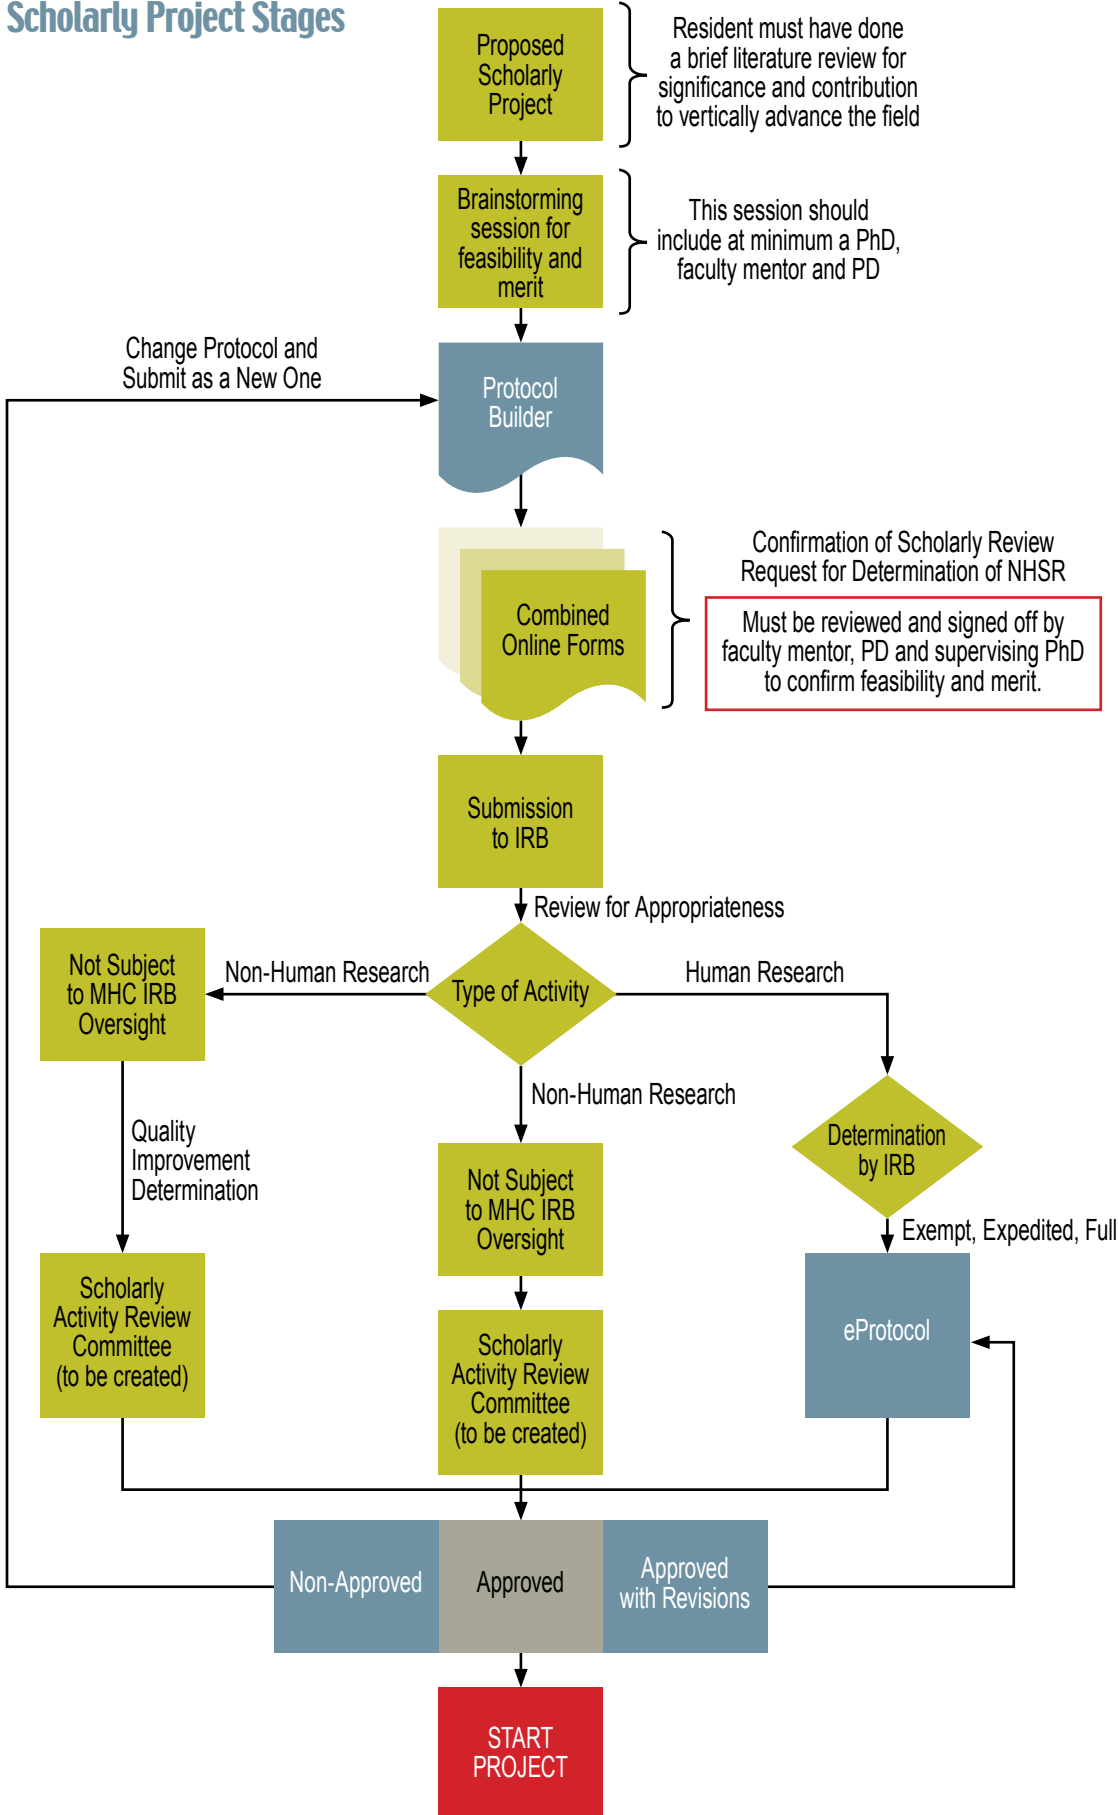 Scholarly Project Stages
Proposed
Scholarly
Project
Resident must have done
a brief literature review for
significance and contribution
to vertically advance the field
Brainstorming
session for
feasibility and
merit
This session should
include at minimum a PhD,
faculty mentor and PD
Change Protocol and
Submit as a New One
Protocol
Builder
Combined
Online Forms
Confirmation of Scholarly Review
Request for Determination of NHSR
Must be reviewed and signed off by
faculty mentor, PD and supervising PhD
to confirm feasibility and merit.
Submission
to IRB
Review for Appropriateness
Type of Activity
Non-Human Research
Human Research
Not Subject
to MHC IRB
Oversight
Non-Human Research
Quality
Improvement
Determination
Not Subject
to MHC IRB
Oversight
Determination
by IRB
Exempt, Expedited, Full
Scholarly
Activity Review
Committee
(to be created)
Scholarly
Activity Review
Committee
(to be created)
eProtocol
Non-Approved
Approved
Approved
with Revisions
START
PROJECT